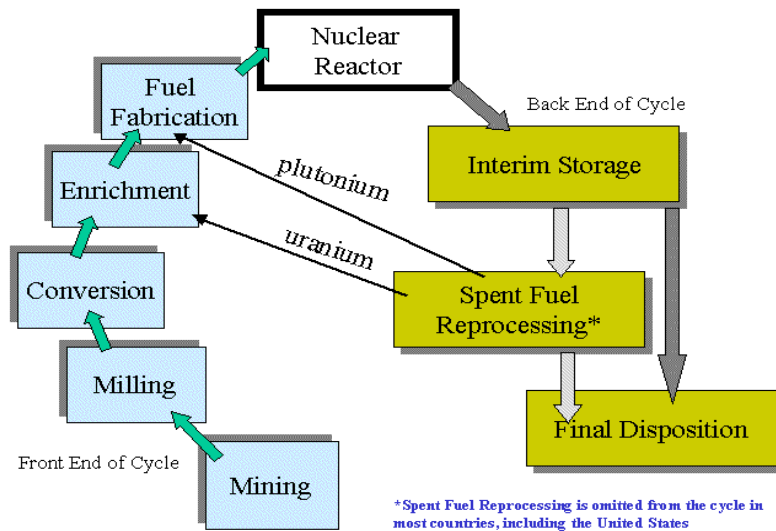 Nuclear
Reactor
Fuel
Fabrication
Back End of Cycle
Interim Storage
plutonium
Enrichment
uranium
Conversion
Spent Fuel
Reprocessing*
Milling
Final Disposition
Front End of Cycle
Mining
*Spent Fuel Reprocessing is omitted from the cycle in
most countries, including the United States